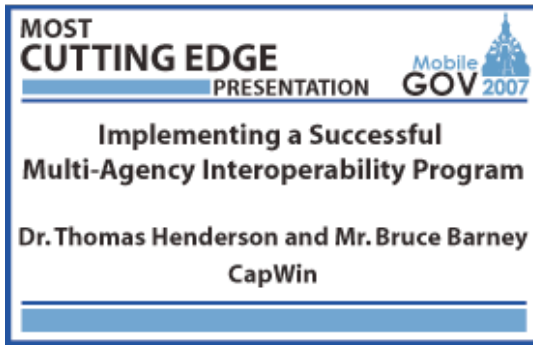 MOST
CUTTING EDGE
PRESENTATION
Mobile
GOV 2007
Implementing a Successful
Multi-Agency Interoperability Program
Dr. Thomas Henderson and Mr. Bruce Barney
CapWin